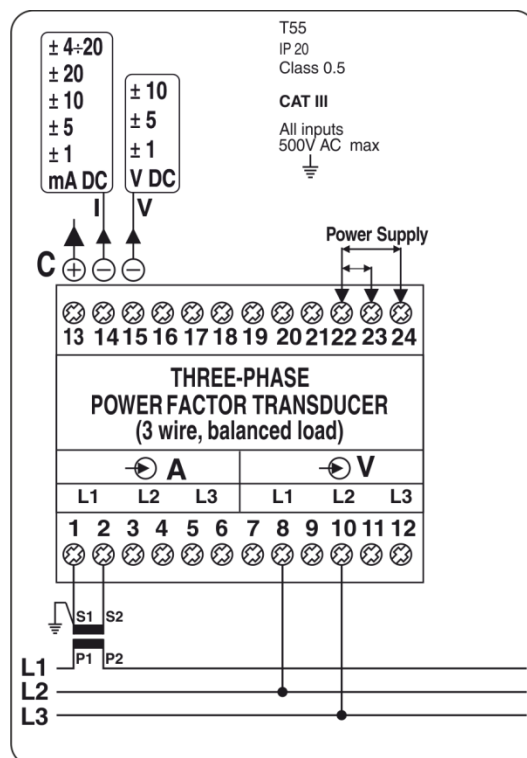 ± 4÷20
± 20
± 10
± 5
± 1
mA DC
I
± 10
± 5
± 1
V DC
V
T55
IP 20
Class 0.5
CAT III
All inputs
500V AC max
Power Supply
C + − −
13 14 15 16 17 18 19 20 21 22 23 24
THREE-PHASE
POWER FACTOR TRANSDUCER
(3 wire, balanced load)
A V
L1 L2 L3 L1 L2 L3
1 2 3 4 5 6 7 8 9 10 11 12
S1 S2
P1 P2
L1
L2
L3